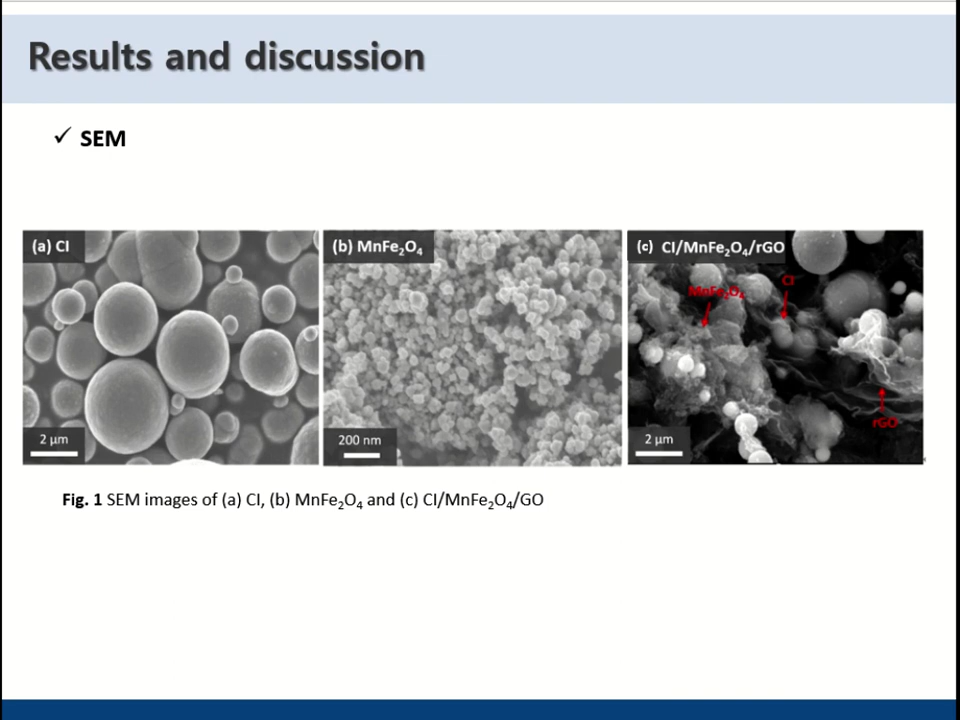 Results and discussion
✓ SEM
(a) CI
(b) MnFe₂O₄
(c) CI/MnFe₂O₄/rGO
MnFe₂O₄
CI
rGO
2 μm
200 nm
2 μm
Fig. 1 SEM images of (a) CI, (b) MnFe₂O₄ and (c) CI/MnFe₂O₄/GO